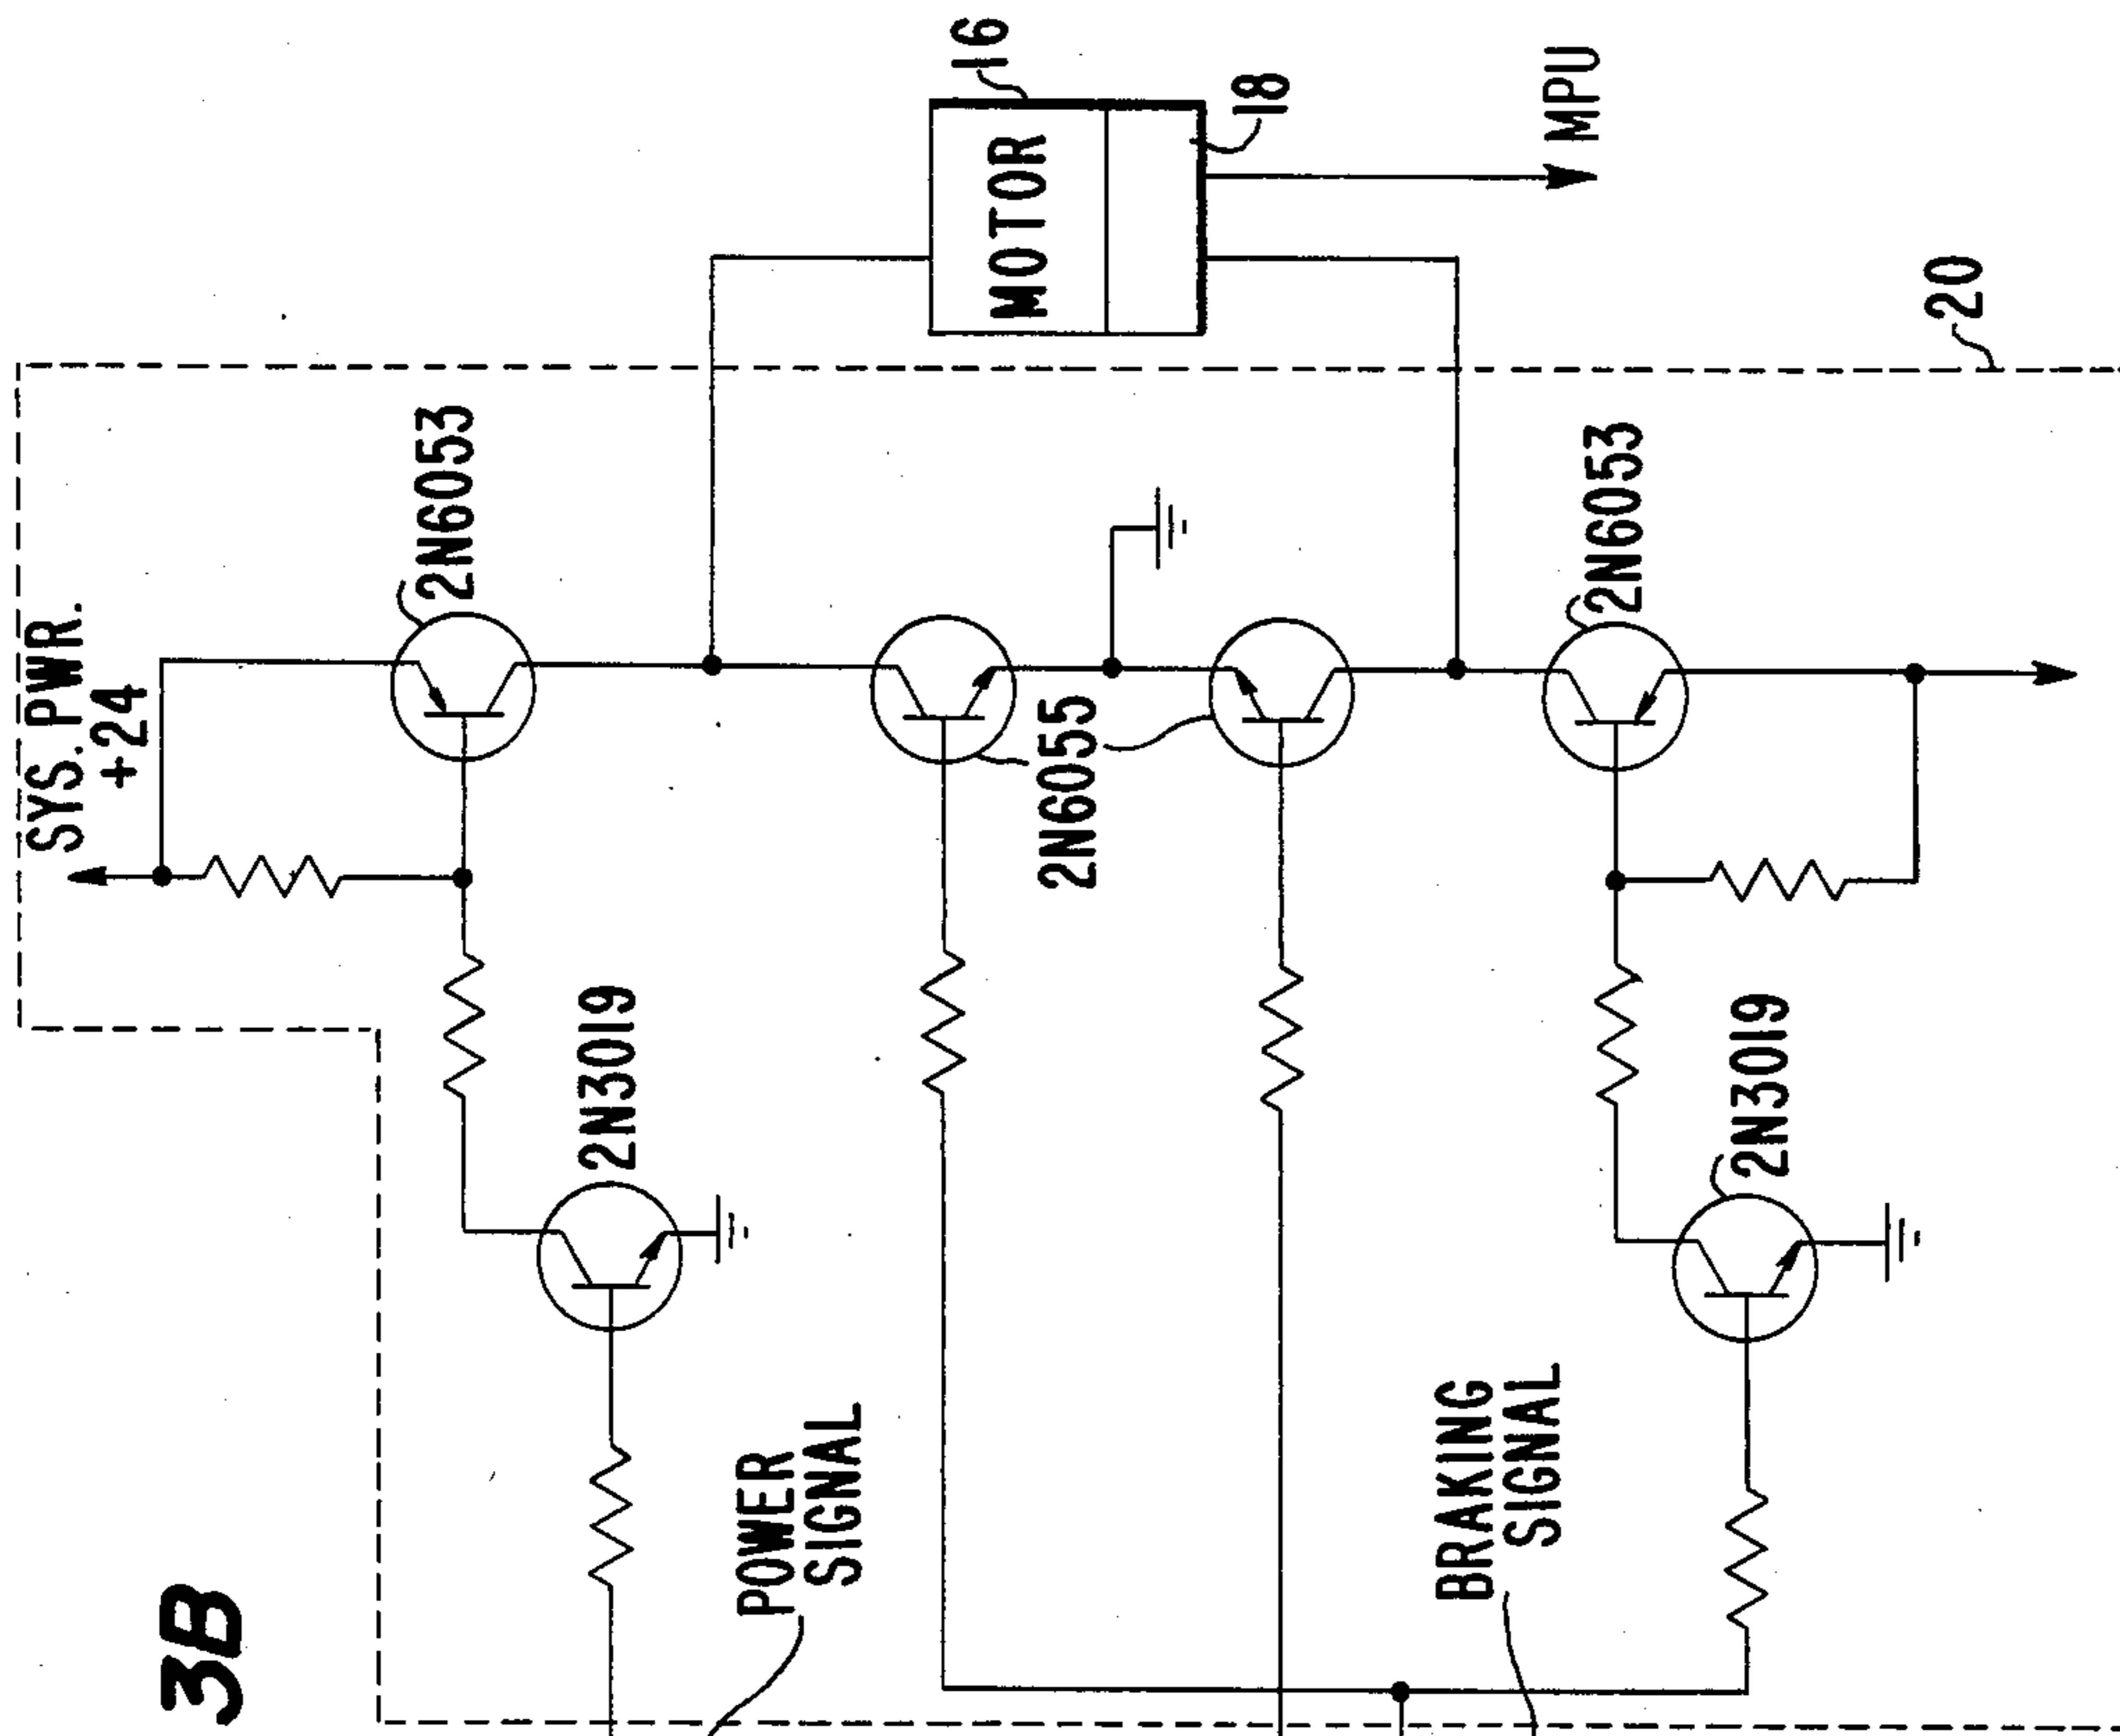 3B
SYS. PWR.
+24
2N6053
16
MOTOR
18
MPU
2N3019
2N6055
2N6053
20
POWER
SIGNAL
BRAKING
SIGNAL
2N3019